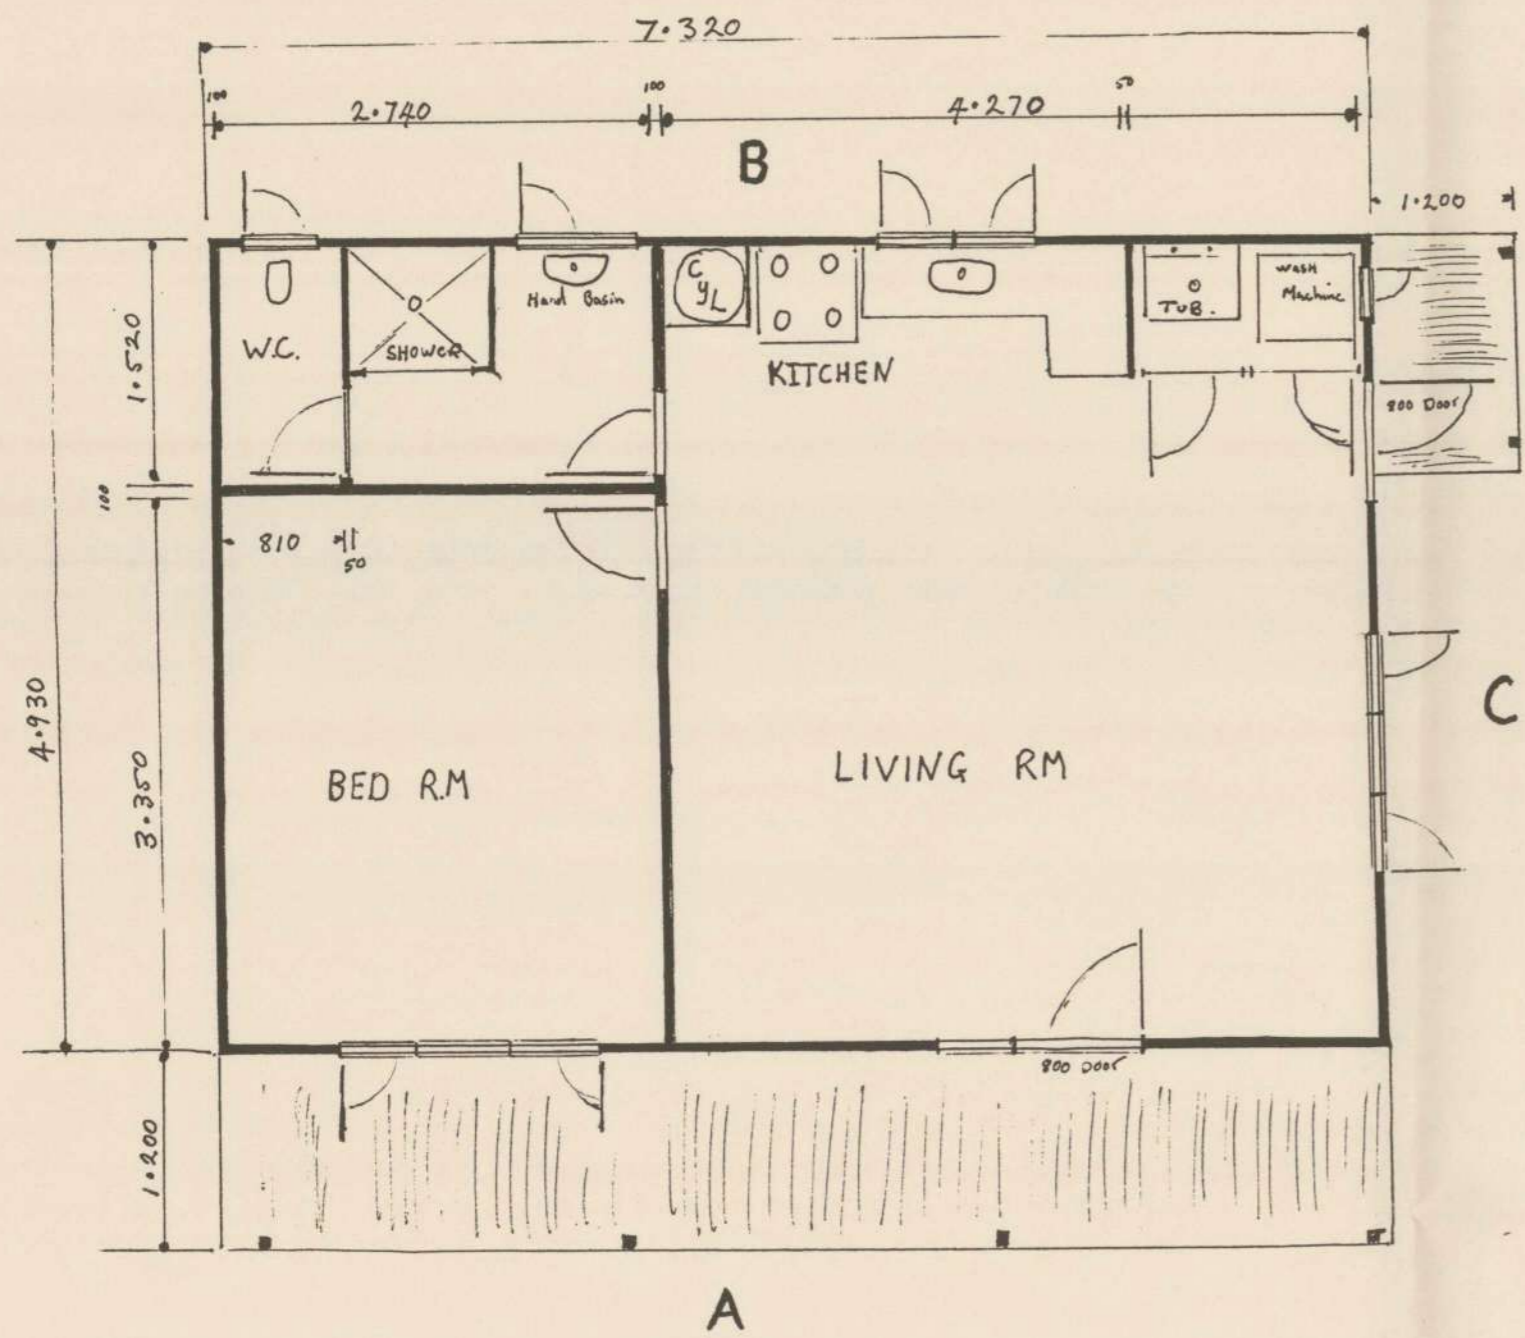 7.320
100
2.740
100
4.270
50
B
1.200
W.C.
SHOWER
Hand Basin
CYL
KITCHEN
TUB.
WASH
Machine
800 Door
1.520
100
810
50
4.930
3.350
BED R.M
LIVING RM
C
800 DOOR
1.200
A